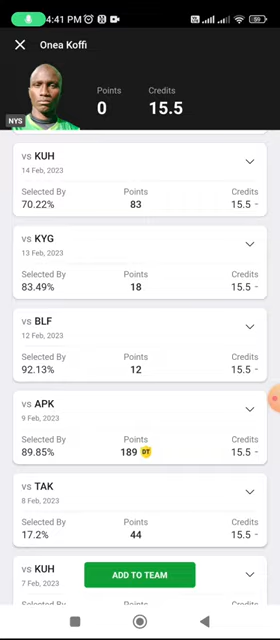 4:41 PM
59
Onea Koffi
Points
Credits
0
15.5
NYS
vs KUH
14 Feb, 2023
Selected By
Points
Credits
70.22%
83
15.5 -
vs KYG
13 Feb, 2023
Selected By
Points
Credits
83.49%
18
15.5 -
vs BLF
12 Feb, 2023
Selected By
Points
Credits
92.13%
12
15.5 -
vs APK
9 Feb, 2023
Selected By
Points
Credits
89.85%
189 DT
15.5 -
vs TAK
8 Feb, 2023
Selected By
Points
Credits
17.2%
44
15.5 -
vs KUH
7 Feb, 2023
ADD TO TEAM